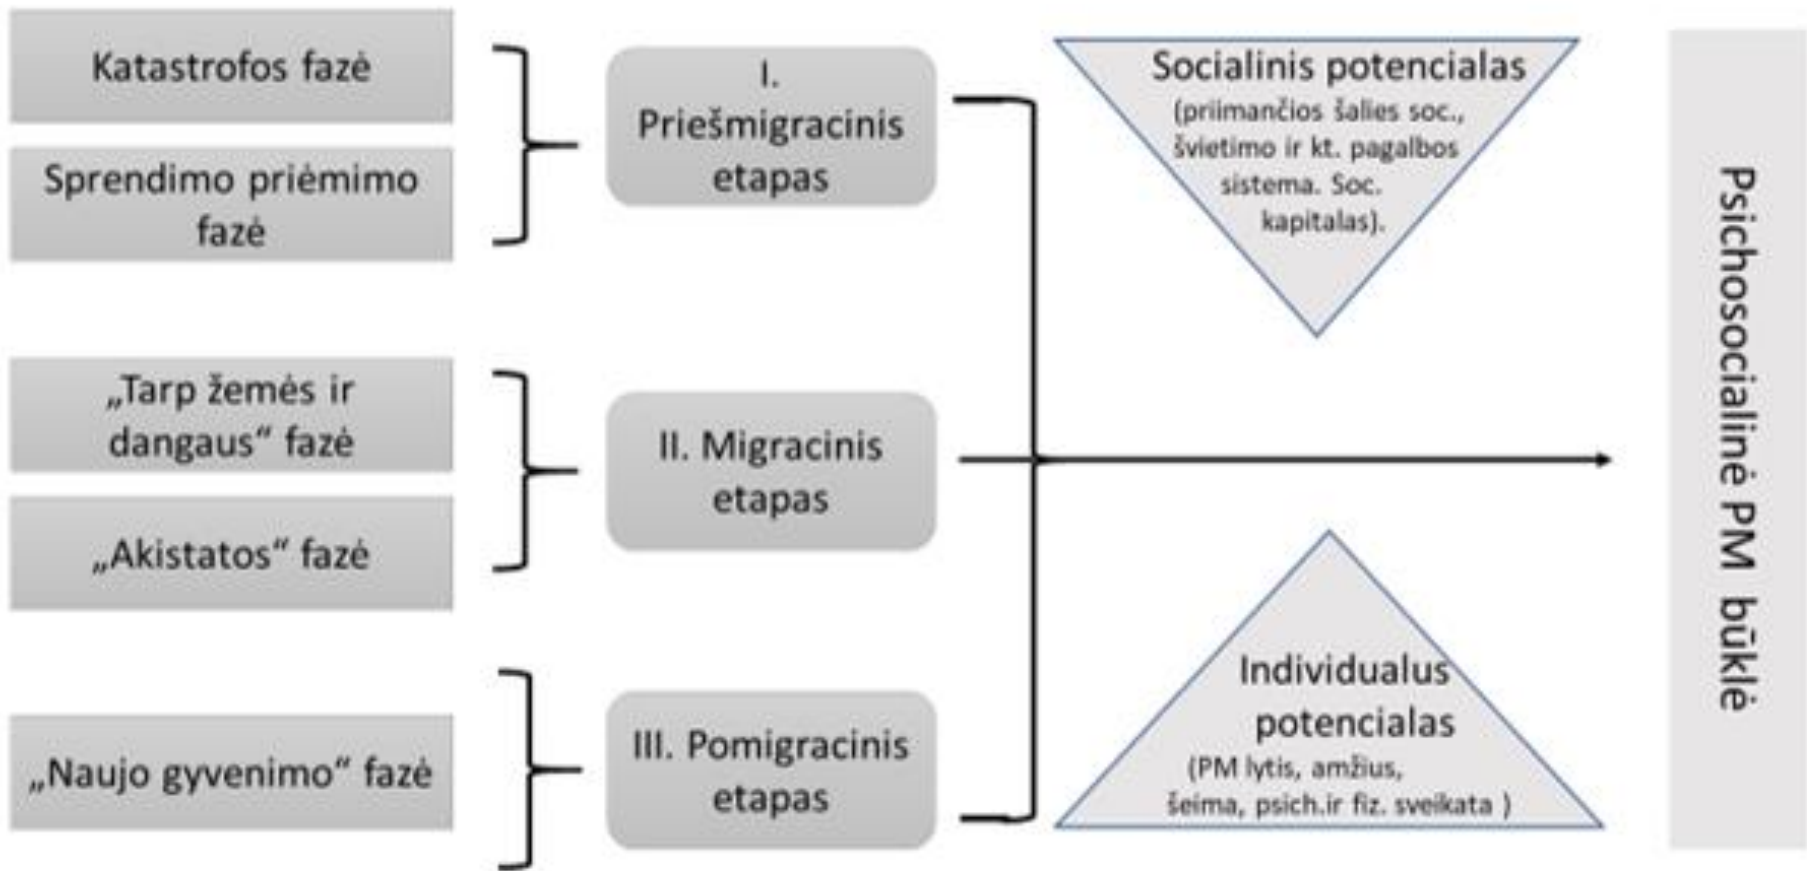 Katastrofos fazė
Sprendimo priėmimo
fazė
„Tarp žemės ir
dangaus“ fazė
„Akistatos“ fazė
„Naujo gyvenimo“ fazė
I.
Priešmigracinis
etapas
II. Migracinis
etapas
III. Pomigracinis
etapas
Socialinis potencialas
(priimančios šalies soc.,
švietimo ir kt. pagalbos
sistema. Soc.
kapitalas).
Individualus
potencialas
(PM lytis, amžius,
šeima, psich.ir fiz. sveikata )
Psichosocialinė PM būklė